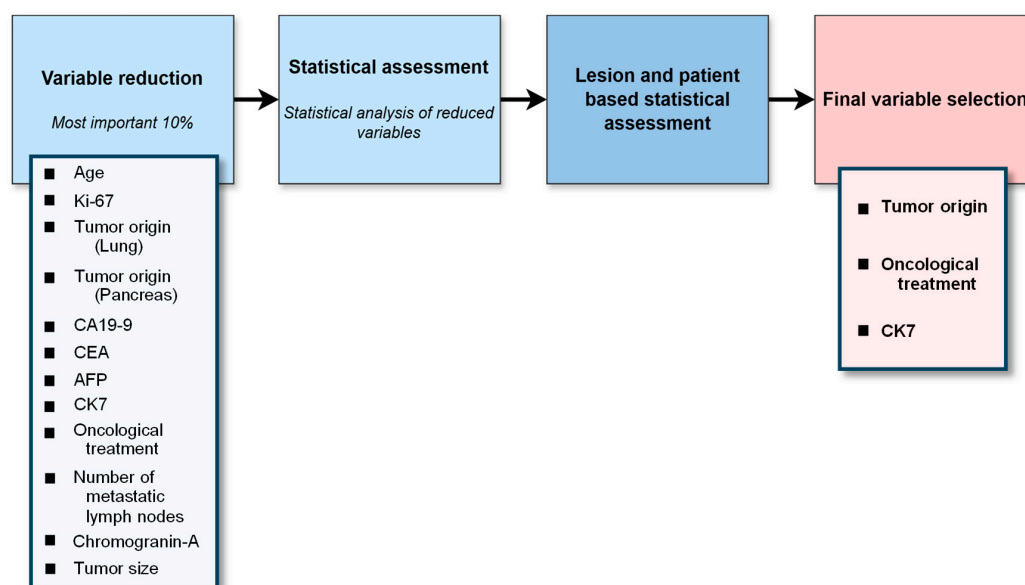 Variable reduction
Most important 10%
Statistical assessment
Statistical analysis of reduced
variables
Lesion and patient
based statistical
assessment
Final variable selection
■ Age
■ Ki-67
■ Tumor origin
(Lung)
■ Tumor origin
(Pancreas)
■ CA19-9
■ CEA
■ AFP
■ CK7
■ Oncological
treatment
■ Number of
metastatic
lymph nodes
■ Chromogranin-A
■ Tumor size
■ Tumor origin
■ Oncological
treatment
■ CK7